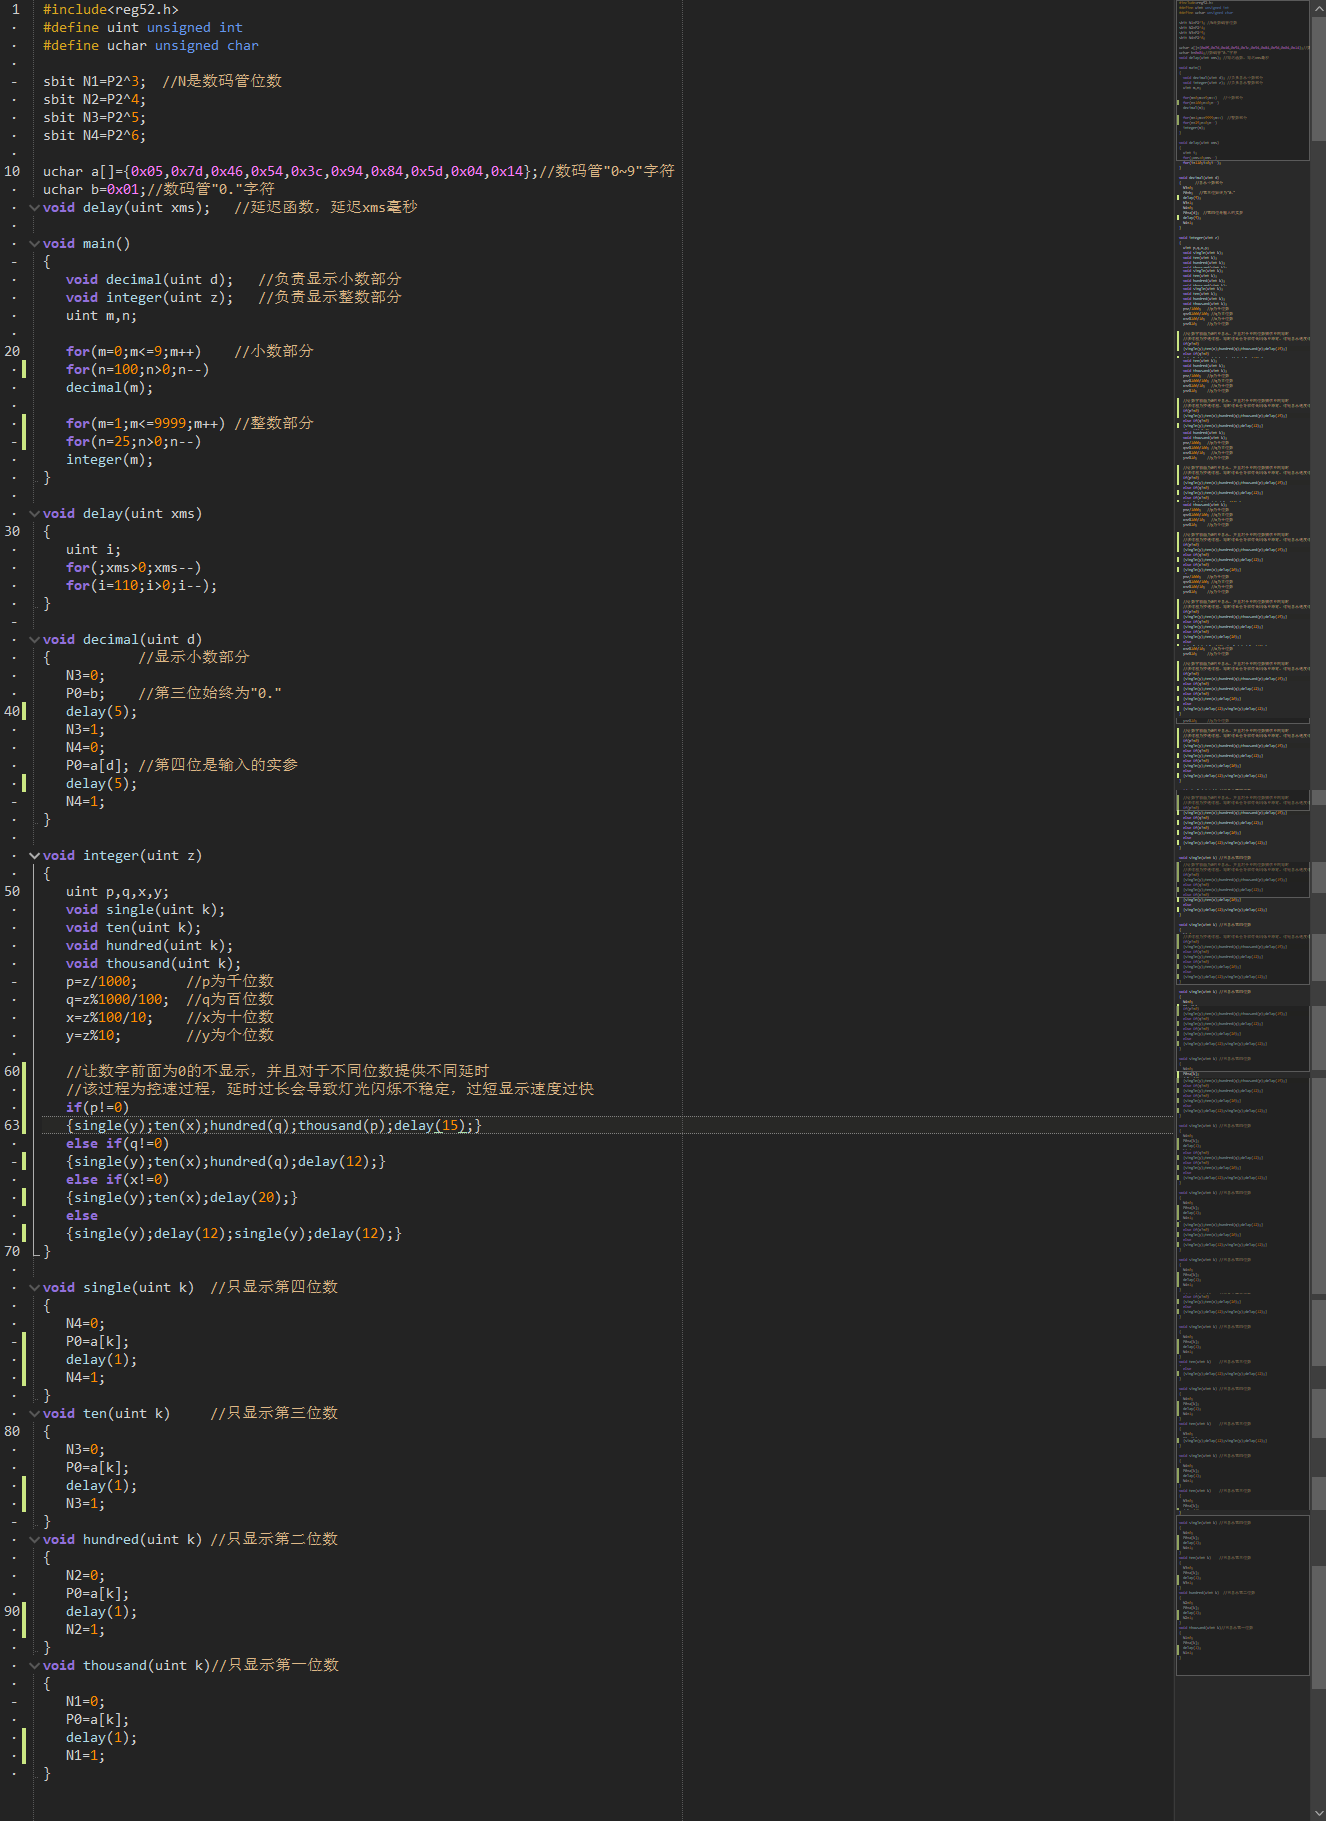 1 #include<reg52.h>
#define uint unsigned int
#define uchar unsigned char
sbit N1=P2^3;  //N是数码管位数
sbit N2=P2^4;
sbit N3=P2^5;
sbit N4=P2^6;
10 uchar a[]={0x05,0x7d,0x46,0x54,0x3c,0x94,0x84,0x5d,0x04,0x14};//数码管"0~9"字符
uchar b=0x01;//数码管"0."字符
void delay(uint xms);   //延迟函数，延迟xms毫秒
void main()
{
void decimal(uint d);   //负责显示小数部分
void integer(uint z);   //负责显示整数部分
uint m,n;
20 for(m=0;m<=9;m++)    //小数部分
for(n=100;n>0;n--)
decimal(m);
for(m=1;m<=9999;m++) //整数部分
for(n=25;n>0;n--)
integer(m);
}
void delay(uint xms)
30 {
uint i;
for(;xms>0;xms--)
for(i=110;i>0;i--);
}
void decimal(uint d)
{           //显示小数部分
N3=0;
P0=b;    //第三位始终为"0."
40 delay(5);
N3=1;
N4=0;
P0=a[d]; //第四位是输入的实参
delay(5);
N4=1;
}
void integer(uint z)
{
50 uint p,q,x,y;
void single(uint k);
void ten(uint k);
void hundred(uint k);
void thousand(uint k);
p=z/1000;      //p为千位数
q=z%1000/100;  //q为百位数
x=z%100/10;    //x为十位数
y=z%10;        //y为个位数
60 //让数字前面为0的不显示，并且对于不同位数提供不同延时
//该过程为控速过程，延时过长会导致灯光闪烁不稳定，过短显示速度过快
if(p!=0)
63 {single(y);ten(x);hundred(q);thousand(p);delay(15);}
else if(q!=0)
{single(y);ten(x);hundred(q);delay(12);}
else if(x!=0)
{single(y);ten(x);delay(20);}
else
{single(y);delay(12);single(y);delay(12);}
70 }
void single(uint k)  //只显示第四位数
{
N4=0;
P0=a[k];
delay(1);
N4=1;
}
void ten(uint k)     //只显示第三位数
80 {
N3=0;
P0=a[k];
delay(1);
N3=1;
}
void hundred(uint k) //只显示第二位数
{
N2=0;
P0=a[k];
90 delay(1);
N2=1;
}
void thousand(uint k)//只显示第一位数
{
N1=0;
P0=a[k];
delay(1);
N1=1;
}